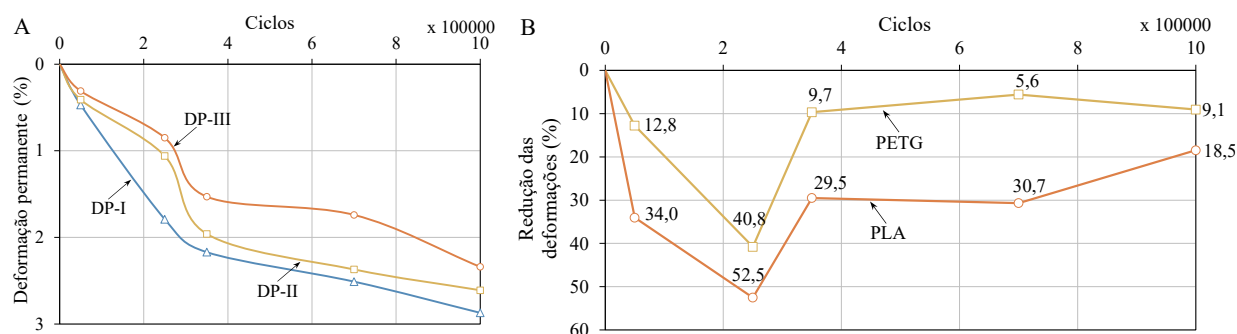 A
Ciclos
x 100000
0
2
4
6
8
10
Deformação permanente (%)
0
1
2
3
DP-III
DP-I
DP-II
B
Ciclos
x 100000
0
2
4
6
8
10
Redução das
deformações (%)
0
10
20
30
40
50
60
12,8
40,8
9,7
5,6
9,1
PETG
34,0
52,5
29,5
30,7
18,5
PLA